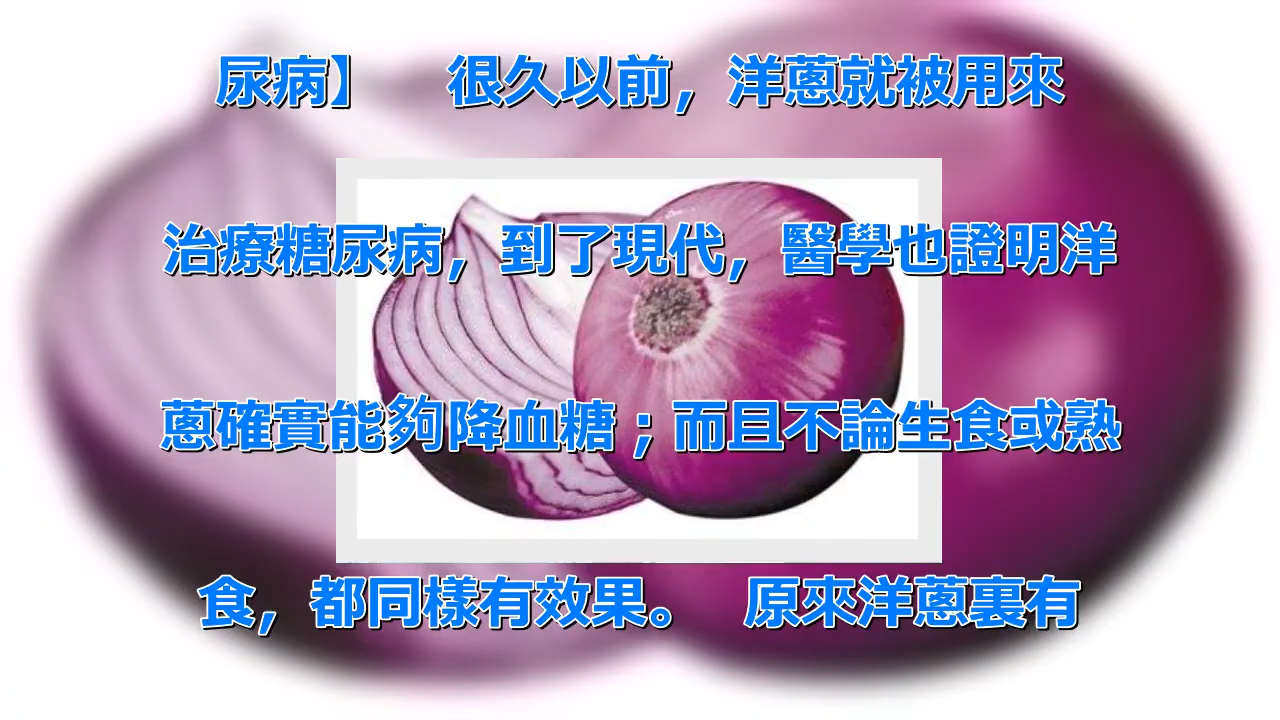 尿病】　很久以前，洋蔥就被用來
治療糖尿病，到了現代，醫學也證明洋
蔥確實能夠降血糖；而且不論生食或熟
食，都同樣有效果。　原來洋蔥裏有